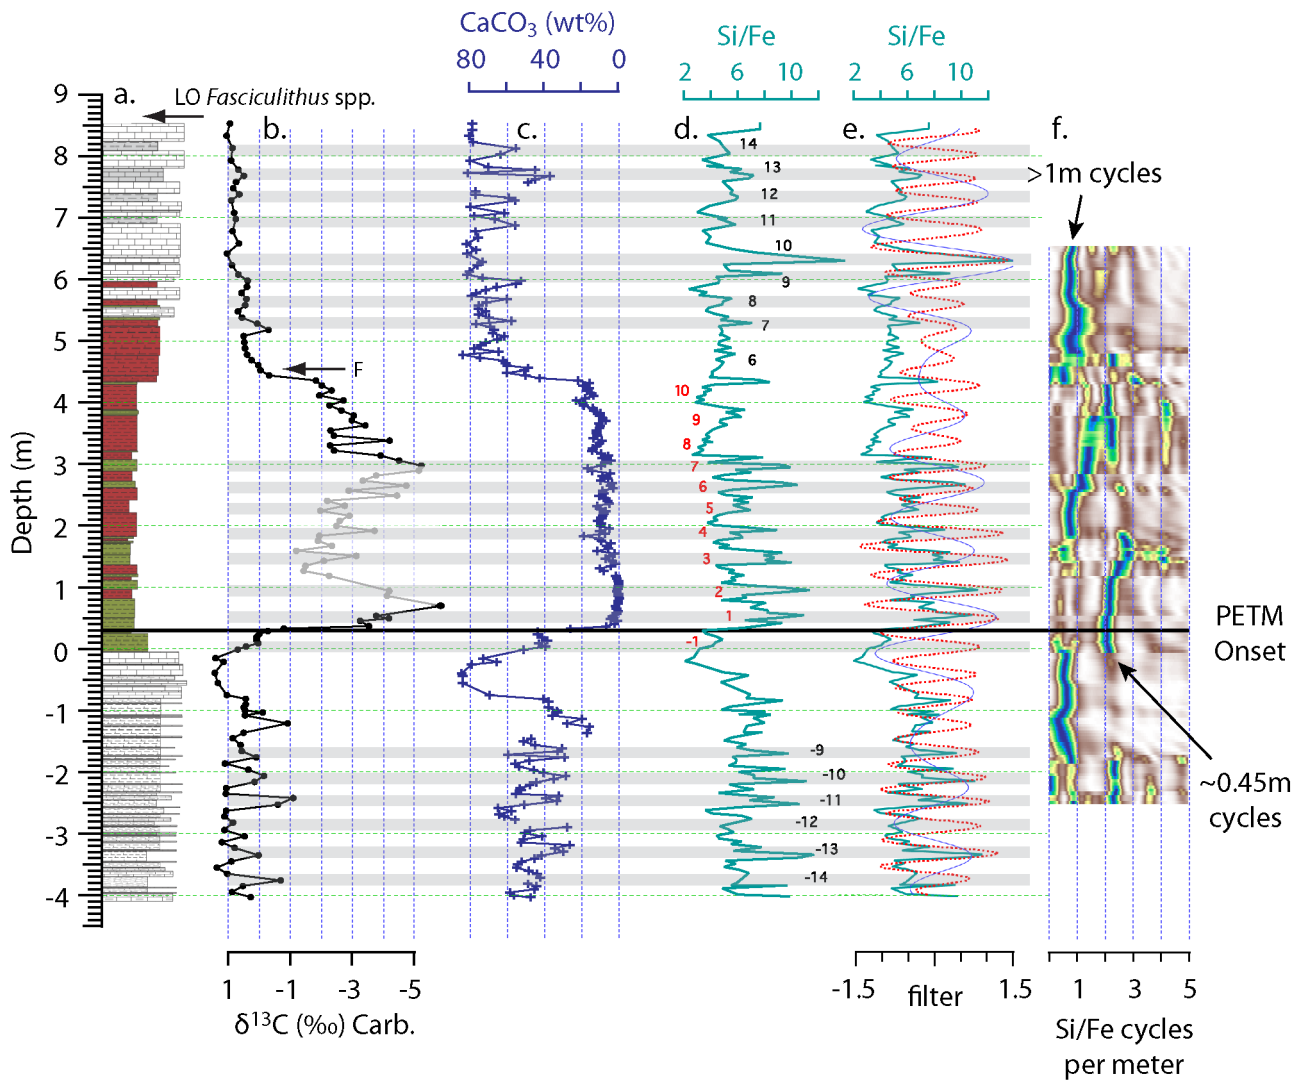 CaCO3 (wt%)
80 40 0
Si/Fe
2 6 10
Si/Fe
2 6 10
a.
LO Fasciculithus spp.
b.
c.
d.
e.
f.
>1m cycles
9
8
7
6
5
4
3
2
1
0
-1
-2
-3
-4
Depth (m)
F
14
13
12
11
10
9
8
7
6
10
9
8
7
6
5
4
3
2
1
-1
-9
-10
-11
-12
-13
-14
PETM
Onset
~0.45m
cycles
1 -1 -3 -5
δ13C (‰) Carb.
-1.5 1.5
filter
1 3 5
Si/Fe cycles
per meter